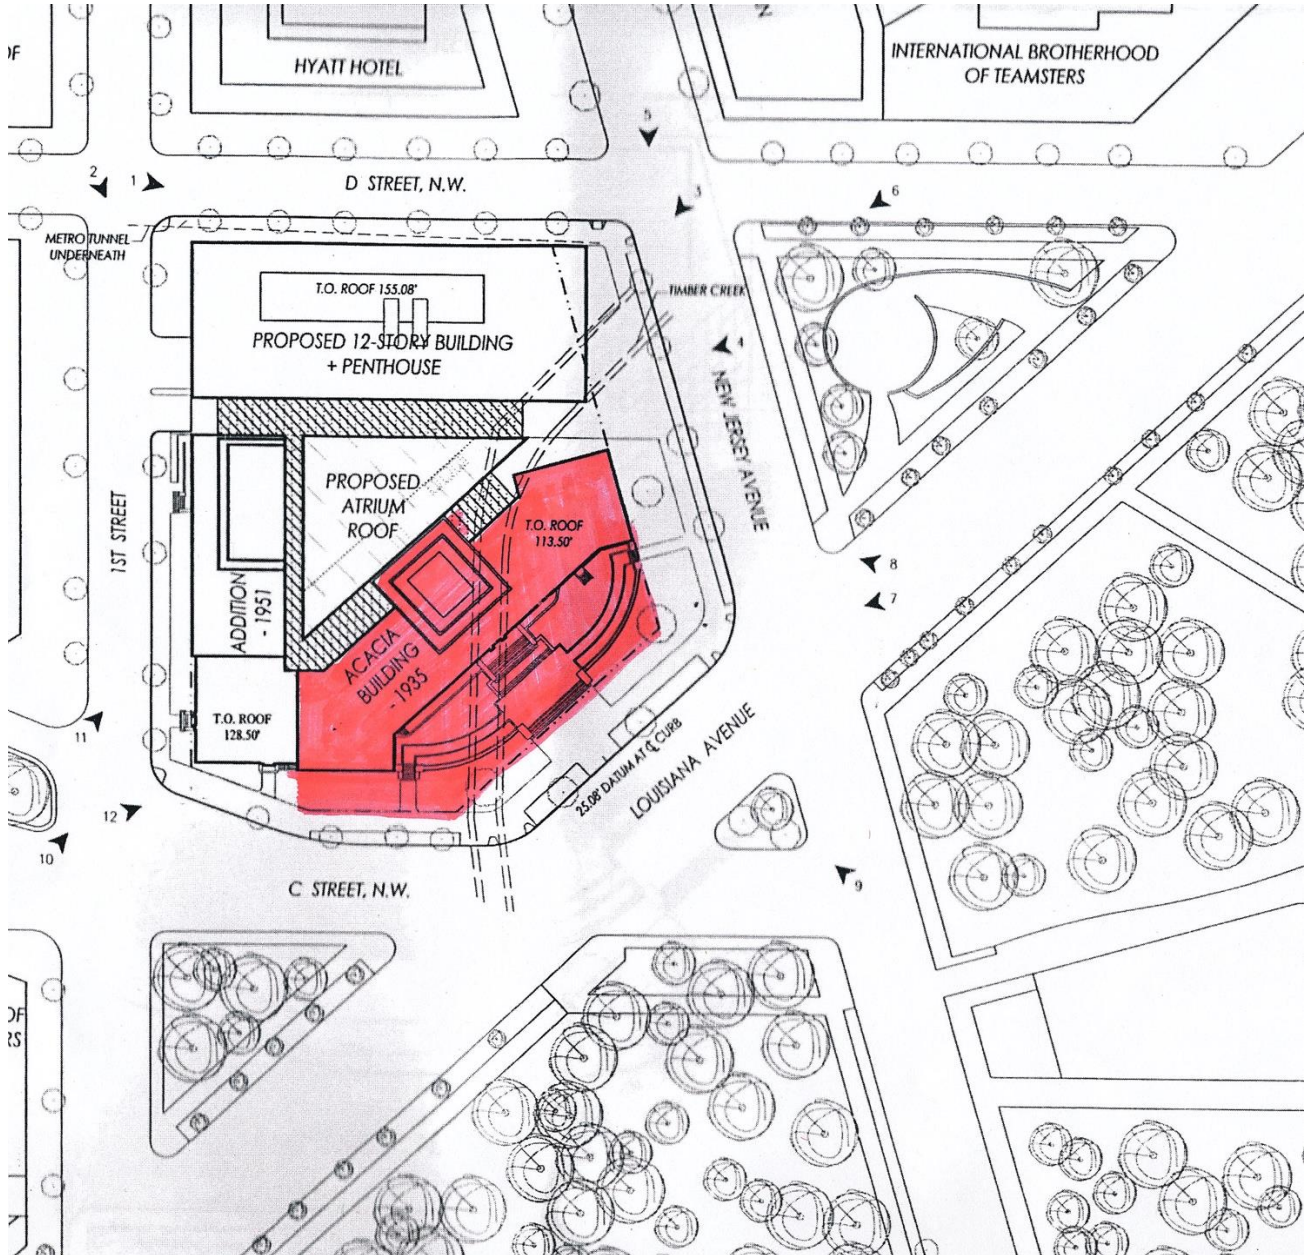 OF
HYATT HOTEL
N
INTERNATIONAL BROTHERHOOD
OF TEAMSTERS
5
2
1
D STREET, N.W.
3
6
METRO TUNNEL
UNDERNEATH
T.O. ROOF 155.08'
TIMBER CREEK
PROPOSED 12-STORY BUILDING
+ PENTHOUSE
4
NEW JERSEY AVENUE
1ST STREET
PROPOSED
ATRIUM
ROOF
T.O. ROOF
113.50'
8
7
ADDITION
- 1951
ACACIA
BUILDING
- 1935
T.O. ROOF
128.50'
11
25.08' DATUM AT ℄ CURB
LOUISIANA AVENUE
12
10
C STREET, N.W.
9
OF
RS